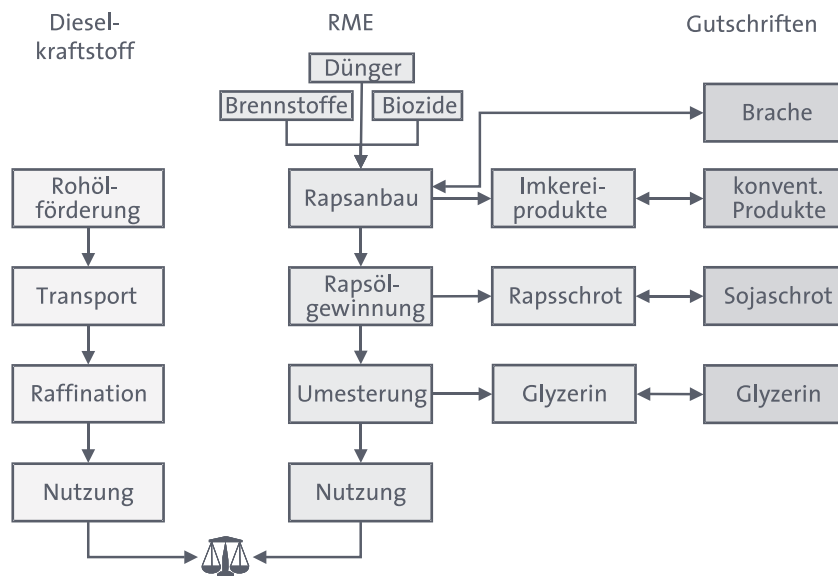 Diesel-
kraftstoff
RME
Gutschriften
Dünger
Brennstoffe
Biozide
Brache
Rohöl-
förderung
Rapsanbau
Imkerei-
produkte
konvent.
Produkte
Transport
Rapsöl-
gewinnung
Rapsschrot
Sojaschrot
Raffination
Umesterung
Glyzerin
Glyzerin
Nutzung
Nutzung